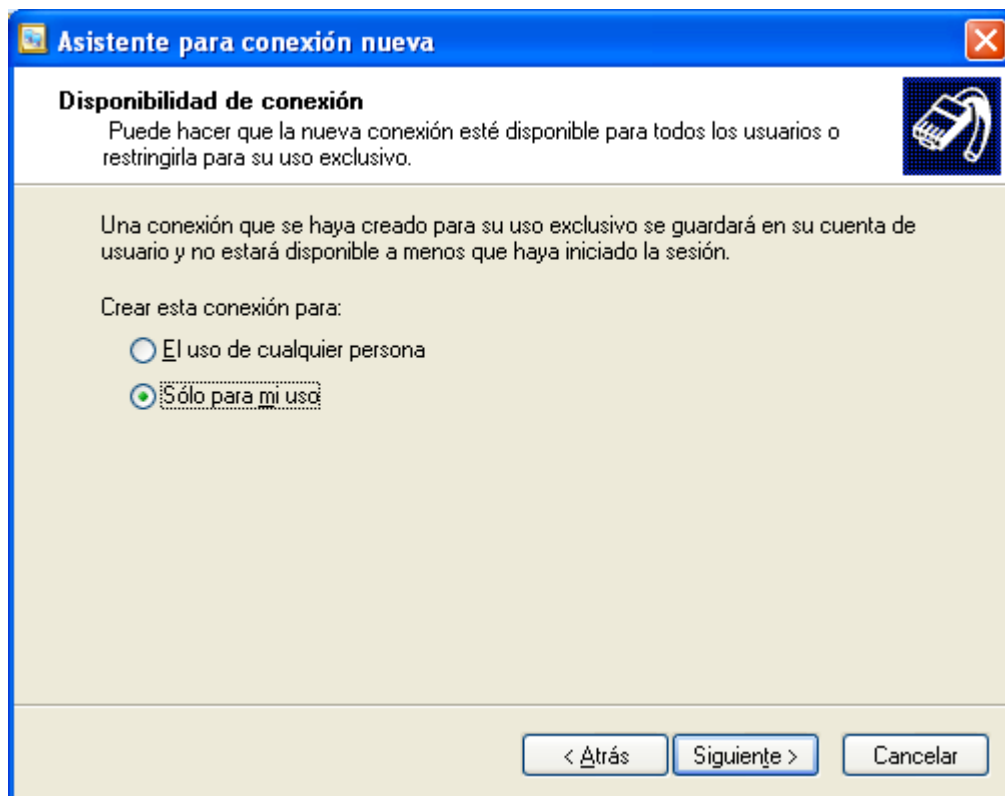 Asistente para conexión nueva
Disponibilidad de conexión
Puede hacer que la nueva conexión esté disponible para todos los usuarios o
restringirla para su uso exclusivo.
Una conexión que se haya creado para su uso exclusivo se guardará en su cuenta de
usuario y no estará disponible a menos que haya iniciado la sesión.
Crear esta conexión para:
El uso de cualquier persona
Sólo para mi uso
< Atrás Siguiente > Cancelar